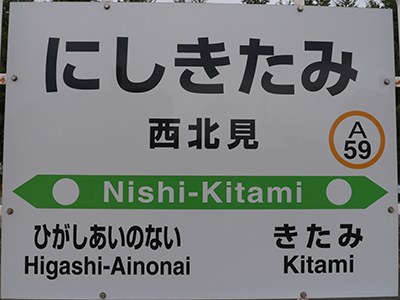 にしきたみ
西北見
A
59
Nishi-Kitami
ひがしあいのない
Higashi-Ainonai
きたみ
Kitami